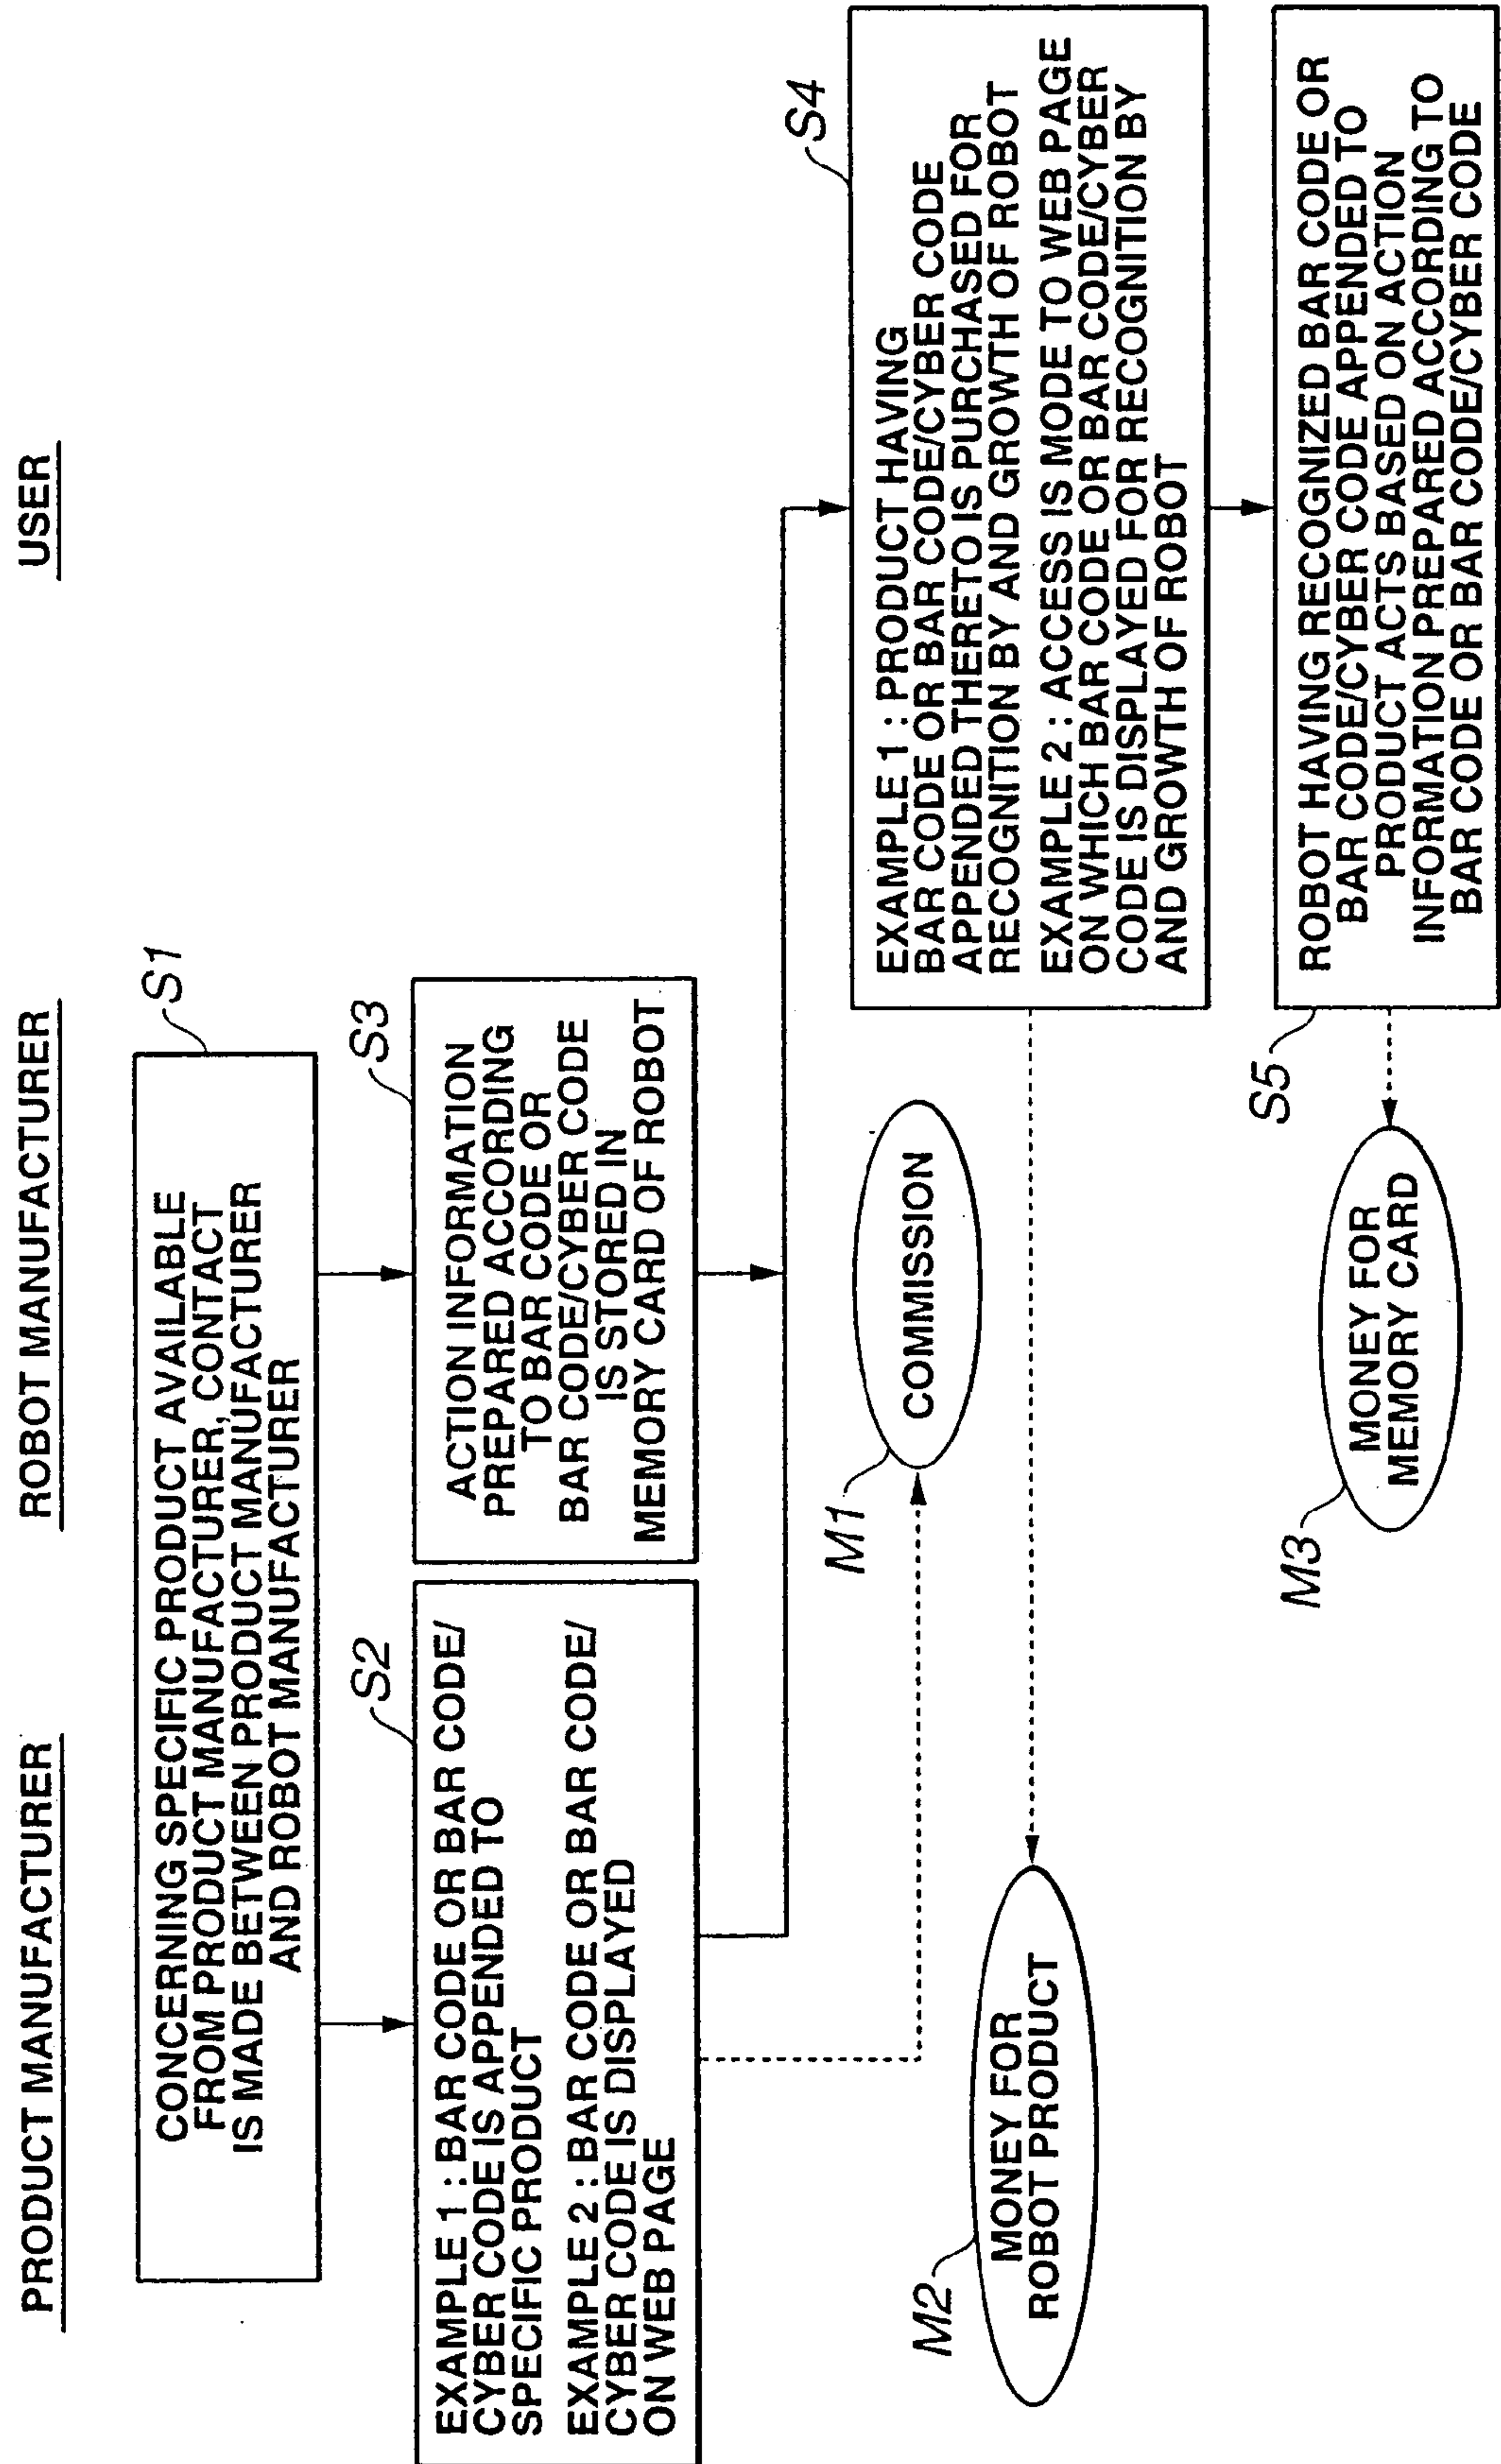 PRODUCT MANUFACTURER
ROBOT MANUFACTURER
USER
S1
CONCERNING SPECIFIC PRODUCT AVAILABLE
FROM PRODUCT MANUFACTURER, CONTACT
IS MADE BETWEEN PRODUCT MANUFACTURER
AND ROBOT MANUFACTURER
S2
EXAMPLE 1 : BAR CODE OR BAR CODE/
CYBER CODE IS APPENDED TO
SPECIFIC PRODUCT
EXAMPLE 2 : BAR CODE OR BAR CODE/
CYBER CODE IS DISPLAYED
ON WEB PAGE
S3
ACTION INFORMATION
PREPARED ACCORDING
TO BAR CODE OR
BAR CODE/CYBER CODE
IS STORED IN
MEMORY CARD OF ROBOT
S4
EXAMPLE 1 : PRODUCT HAVING
BAR CODE OR BAR CODE/CYBER CODE
APPENDED THERETO IS PURCHASED FOR
RECOGNITION BY AND GROWTH OF ROBOT
EXAMPLE 2 : ACCESS IS MODE TO WEB PAGE
ON WHICH BAR CODE OR BAR CODE/CYBER
CODE IS DISPLAYED FOR RECOGNITION BY
AND GROWTH OF ROBOT
M1
COMMISSION
M2
MONEY FOR
ROBOT PRODUCT
S5
ROBOT HAVING RECOGNIZED BAR CODE OR
BAR CODE/CYBER CODE APPENDED TO
PRODUCT ACTS BASED ON ACTION
INFORMATION PREPARED ACCORDING TO
BAR CODE OR BAR CODE/CYBER CODE
M3
MONEY FOR
MEMORY CARD